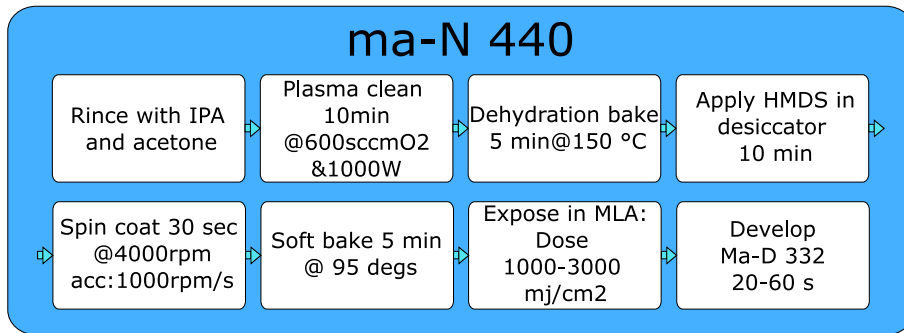 ma-N 440
Rince with IPA
and acetone
Plasma clean
10min
@600sccmO2
&1000W
Dehydration bake
5 min@150 °C
Apply HMDS in
desiccator
10 min
Spin coat 30 sec
@4000rpm
acc:1000rpm/s
Soft bake 5 min
@ 95 degs
Expose in MLA:
Dose
1000-3000
mj/cm2
Develop
Ma-D 332
20-60 s